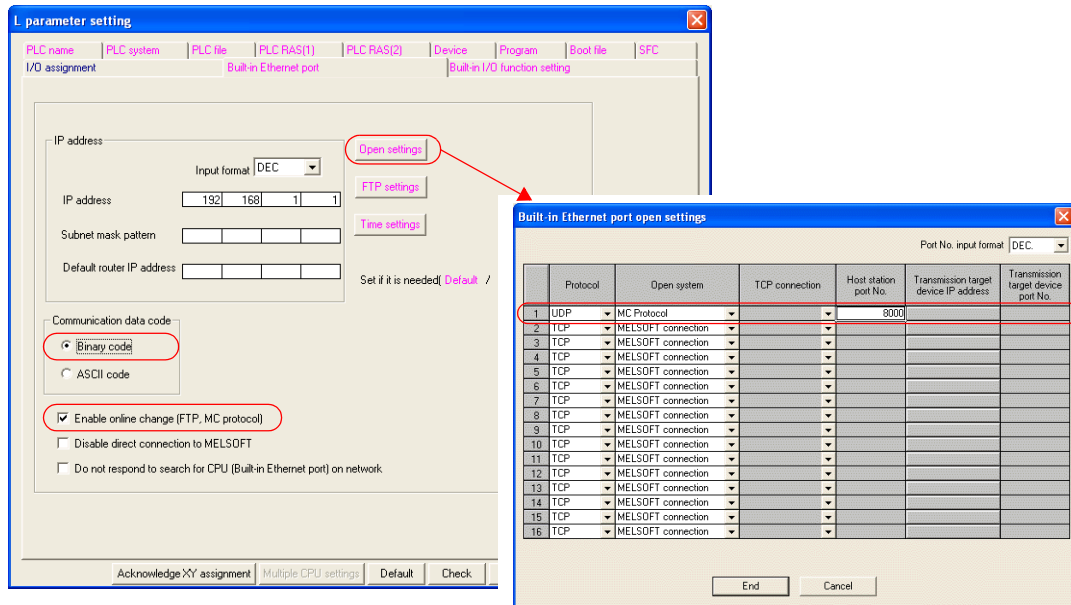 L parameter setting
PLC name PLC system PLC file PLC RAS(1) PLC RAS(2) Device Program Boot file SFC
I/O assignment Built-in Ethernet port Built-in I/O function setting
IP address
Input format DEC
IP address 192 168 1 1
Subnet mask pattern
Default router IP address
Open settings
FTP settings
Time settings
Set if it is needed( Default /
Communication data code
Binary code
ASCII code
Enable online change (FTP, MC protocol)
Disable direct connection to MELSOFT
Do not respond to search for CPU (Built-in Ethernet port) on network
Acknowledge XY assignment Multiple CPU settings Default Check
Built-in Ethernet port open settings
Port No. input format DEC.
Protocol Open system TCP connection Host station port No. Transmission target device IP address Transmission target device port No.
1 UDP MC Protocol 8000
2 TCP MELSOFT connection
3 TCP MELSOFT connection
4 TCP MELSOFT connection
5 TCP MELSOFT connection
6 TCP MELSOFT connection
7 TCP MELSOFT connection
8 TCP MELSOFT connection
9 TCP MELSOFT connection
10 TCP MELSOFT connection
11 TCP MELSOFT connection
12 TCP MELSOFT connection
13 TCP MELSOFT connection
14 TCP MELSOFT connection
15 TCP MELSOFT connection
16 TCP MELSOFT connection
End Cancel